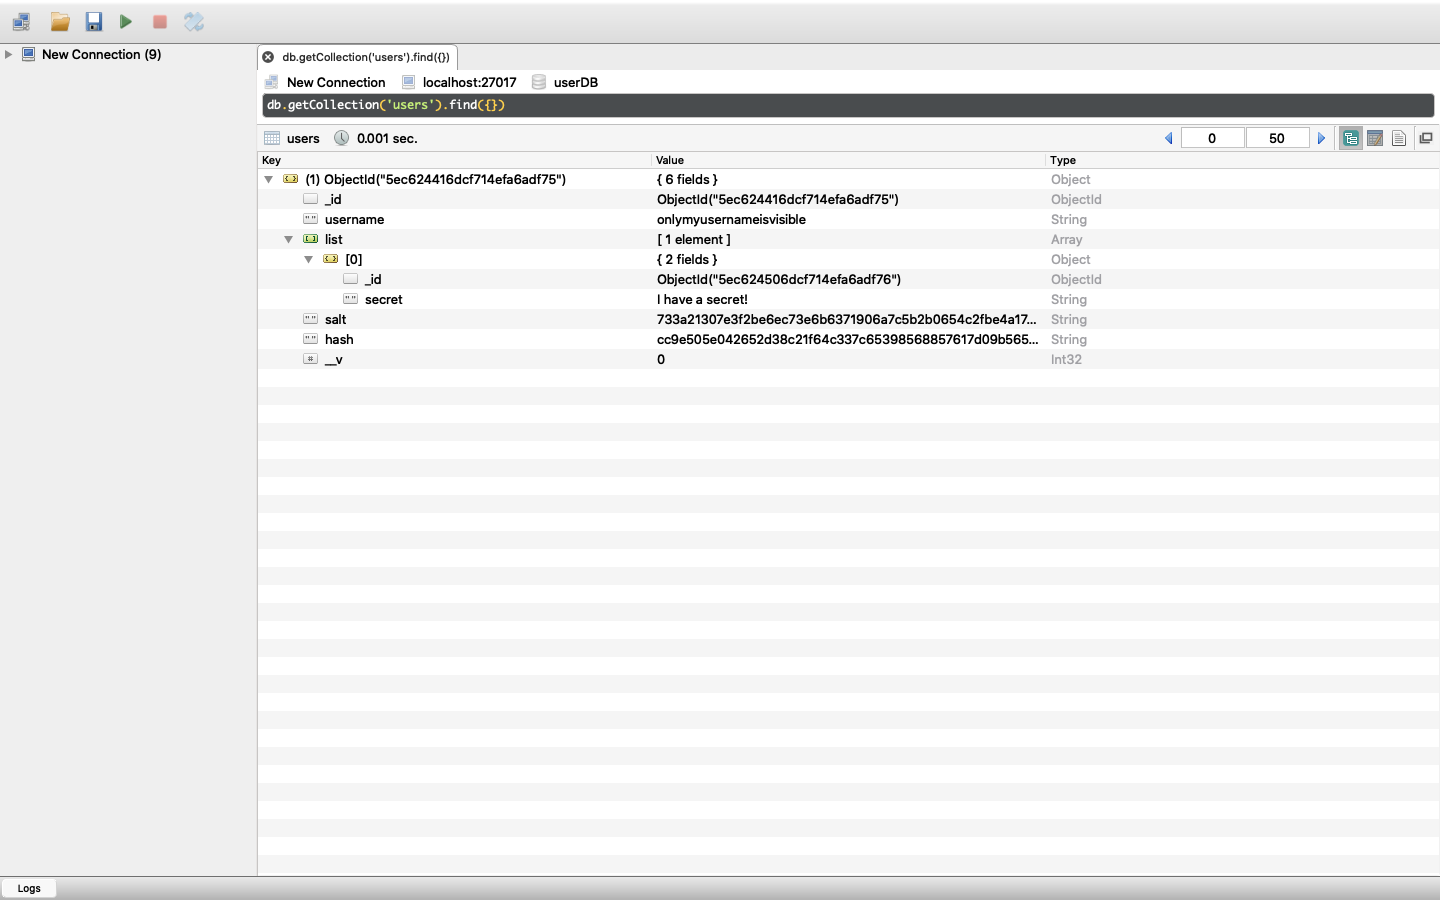 New Connection (9)
db.getCollection('users').find({})
New Connection localhost:27017 userDB
db.getCollection('users').find({})
users 0.001 sec. 0 50
Key Value Type
(1) ObjectId("5ec624416dcf714efa6adf75") { 6 fields } Object
_id ObjectId("5ec624416dcf714efa6adf75") ObjectId
username onlymyusernameisvisible String
list [ 1 element ] Array
[0] { 2 fields } Object
_id ObjectId("5ec624506dcf714efa6adf76") ObjectId
secret I have a secret! String
salt 733a21307e3f2be6ec73e6b6371906a7c5b2b0654c2fbe4a17... String
hash cc9e505e042652d38c21f64c337c65398568857617d09b565... String
__v 0 Int32
Logs